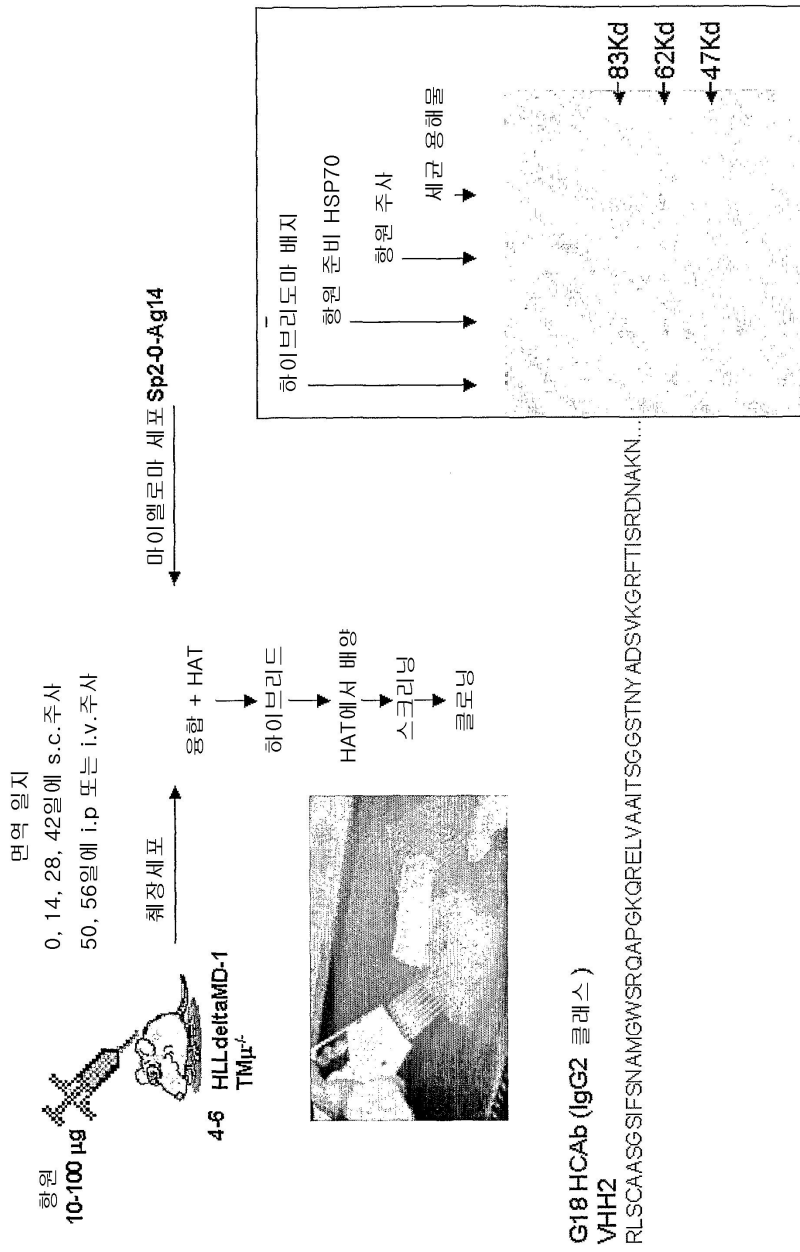 면역 일지
0, 14, 28, 42일에 s.c.주사
50, 56일에 i.p 또는 i.v.주사
항원
10-100 µg
4-6 HLLdeltaMD-1
TMµ-/-
췌장세포
마이엘로마 세포 Sp2-0-Ag14
융합 + HAT
하이브리드
HAT에서 배양
스크리닝
클로닝
하이브리도마 배지
항원 준비 HSP70
항원 주사
세균 용해물
83Kd
62Kd
47Kd
G18 HCAb (IgG2 클래스)
VHH2
RLSCAASGSIFSNAMGWSRQAPGKQRELVAAITSGGSTNYADSVKGRFTISRDNAKN...